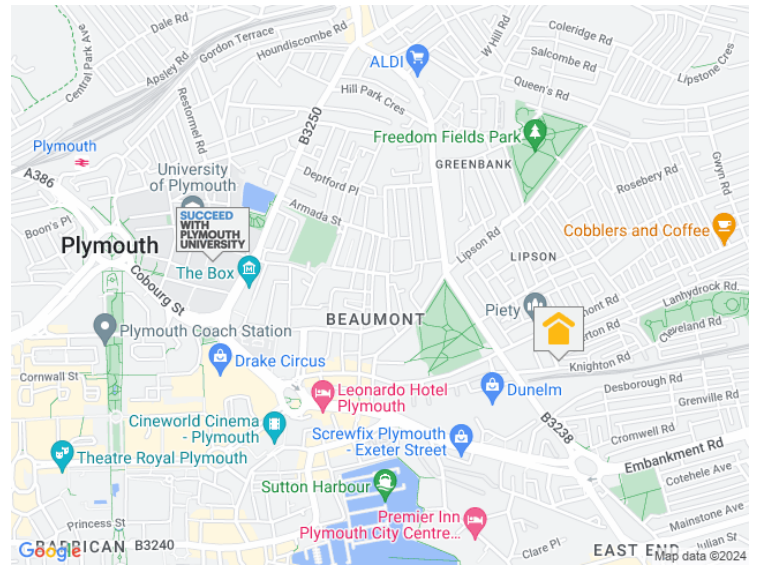 Dale Rd
Coleridge Rd
W Hill Rd
Central Park Ave
Gordon Terrace
Houndiscombe Rd
Salcombe Rd
Apsley Rd
ALDI
Lipstone Cres
Queen's Rd
Restormel Rd
Hill Park Cres
B3250
Freedom Fields Park
Plymouth
GREENBANK
Gwyn Rd
A386
University
of Plymouth
Deptford Pl
Rosebery Rd
Armada St
SUCCEED
WITH
PLYMOUTH
UNIVERSITY
Boon's Pl
Cobblers and Coffee
Plymouth
Lipson Rd
LIPSON
The Box
Cobourg St
Lanhydrock Rd.
Piety
mont Rd
BEAUMONT
Plymouth Coach Station
erton Rd
Cleveland Rd
Drake Circus
Knighton Rd
Cornwall St
Desborough Rd
Leonardo Hotel
Plymouth
Dunelm
Grenville Rd
Cineworld Cinema
- Plymouth
B3238
Cromwell Rd
Screwfix Plymouth
- Exeter Street
Embankment Rd
Theatre Royal Plymouth
Cotehele Ave
Sutton Harbour
Princess St
Premier Inn
Plymouth City Centre...
Mainstone Ave
Julian St
BARBICAN
B3240
Clare Pl
EAST END
Google
Map data ©2024